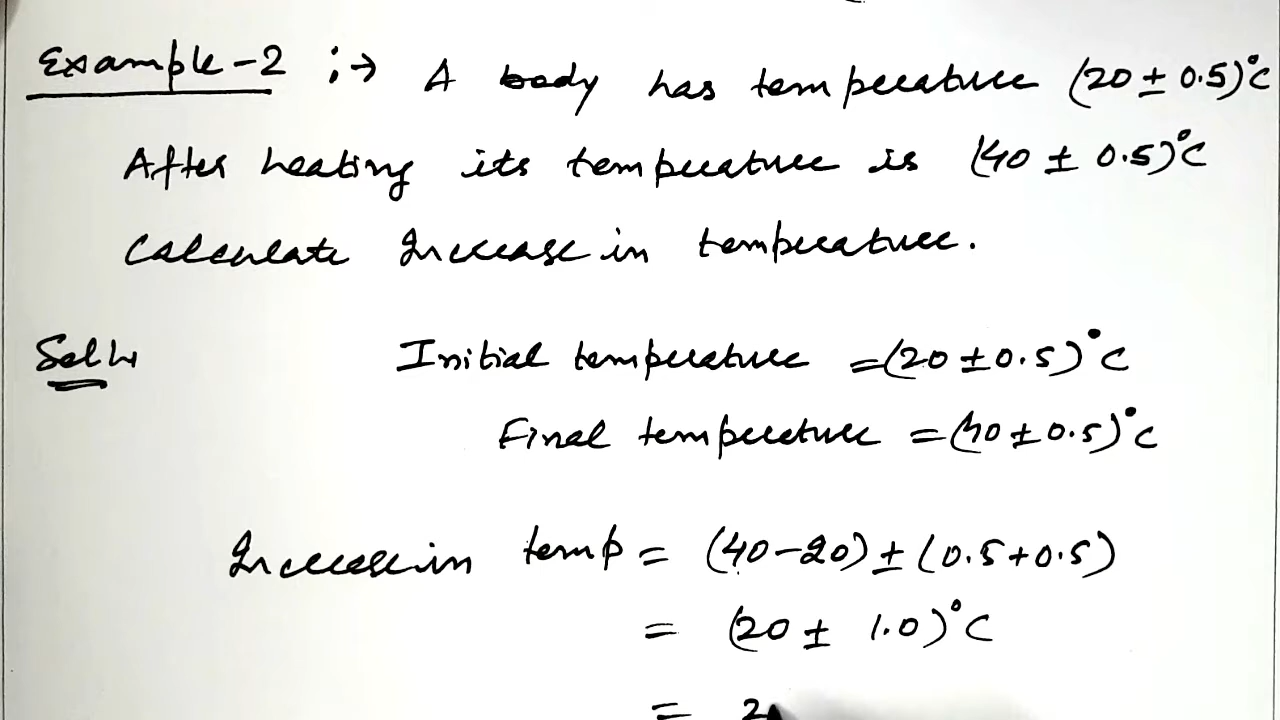 Example-2 :→ A body has temperature (20 ± 0.5)°C
After heating its temperature is (40 ± 0.5)°C
Calculate Increase in temperature.
Soln Initial temperature = (20 ± 0.5)°C
Final temperature = (40 ± 0.5)°C
Increase in temp = (40-20) ± (0.5+0.5)
= (20 ± 1.0)°C
= 2